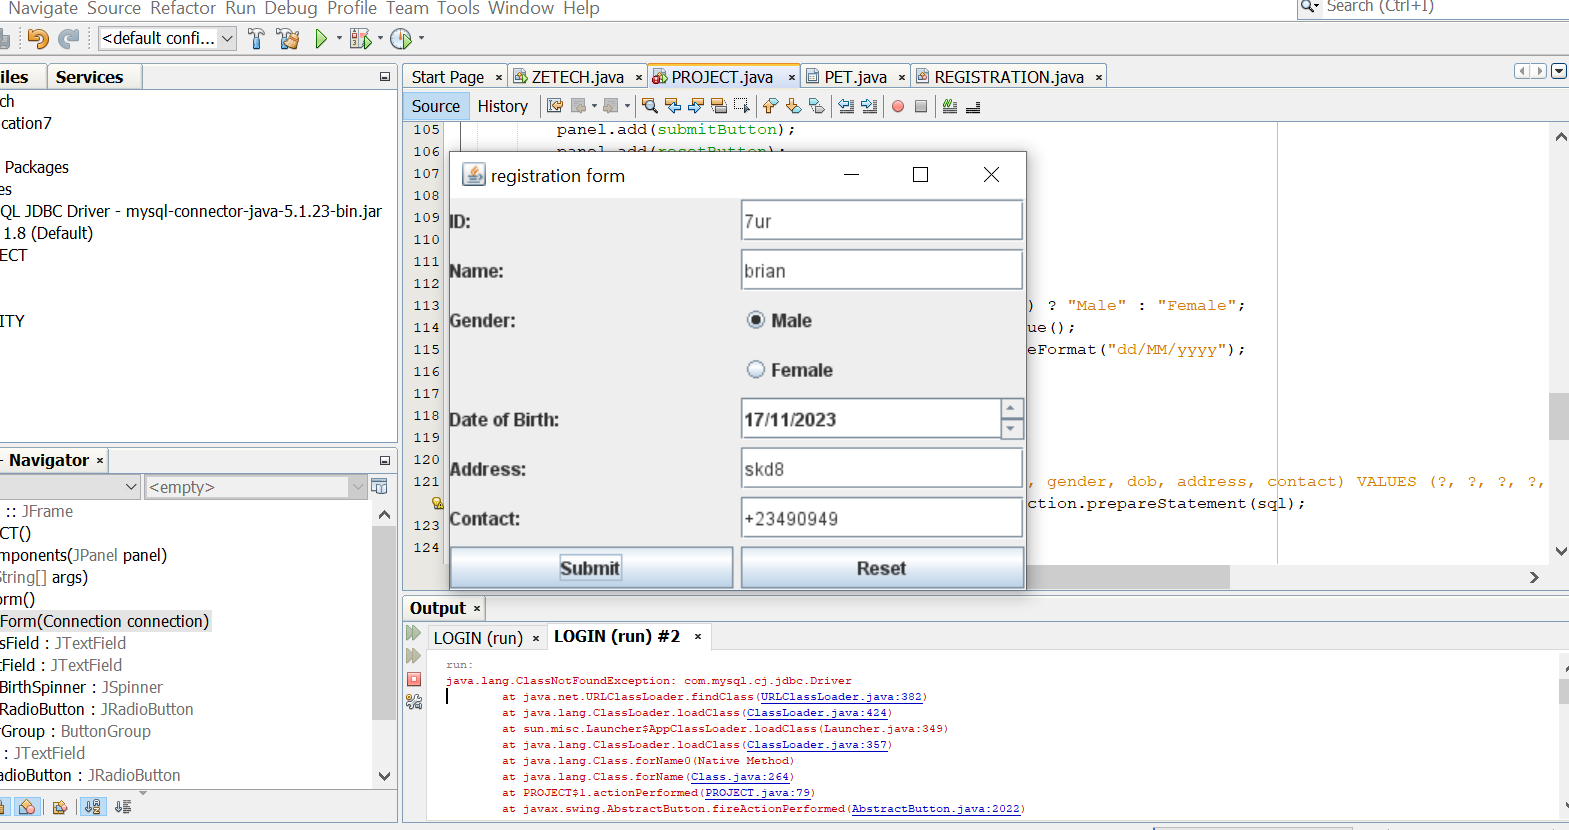 Navigate Source Refactor Run Debug Profile Team Tools Window Help
Search (Ctrl+I)
<default confi...
iles
Services
ch
cation7
Packages
es
QL JDBC Driver - mysql-connector-java-5.1.23-bin.jar
1.8 (Default)
ECT
ITY
Start Page × ZETECH.java × PROJECT.java × PET.java × REGISTRATION.java ×
Source History
105 panel.add(submitButton);
106
107
108
109
110
111
112
113 ) ? "Male" : "Female";
114 ue();
115 eFormat("dd/MM/yyyy");
116
117
118
119
120
121 , gender, dob, address, contact) VALUES (?, ?, ?, ?,
ction.prepareStatement(sql);
123
124
registration form
ID: 7ur
Name: brian
Gender: Male
Female
Date of Birth: 17/11/2023
Address: skd8
Contact: +23490949
Submit Reset
Navigator ×
<empty>
:: JFrame
CT()
mponents(JPanel panel)
String[] args)
orm()
Form(Connection connection)
sField : JTextField
tField : JTextField
BirthSpinner : JSpinner
RadioButton : JRadioButton
rGroup : ButtonGroup
: JTextField
adioButton : JRadioButton
Output ×
LOGIN (run) × LOGIN (run) #2 ×
run:
java.lang.ClassNotFoundException: com.mysql.cj.jdbc.Driver
at java.net.URLClassLoader.findClass(URLClassLoader.java:382)
at java.lang.ClassLoader.loadClass(ClassLoader.java:424)
at sun.misc.Launcher$AppClassLoader.loadClass(Launcher.java:349)
at java.lang.ClassLoader.loadClass(ClassLoader.java:357)
at java.lang.Class.forName0(Native Method)
at java.lang.Class.forName(Class.java:264)
at PROJECT$1.actionPerformed(PROJECT.java:79)
at javax.swing.AbstractButton.fireActionPerformed(AbstractButton.java:2022)